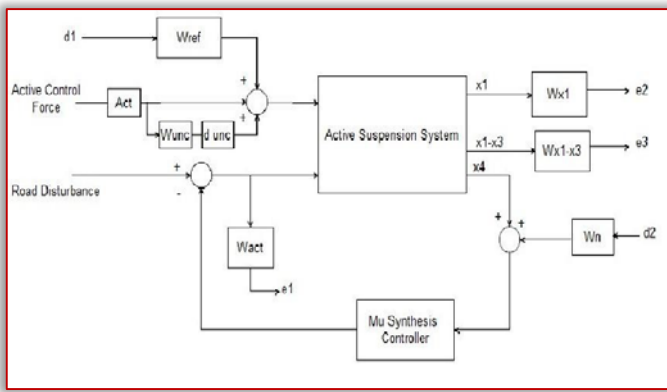 d1
Wref
Active Control
Force
Act
+
+
+
Wunc
d unc
Active Suspension System
x1
Wx1
e2
x1-x3
Wx1-x3
e3
x4
Road Disturbance
+
-
Wact
e1
+
+
Wn
d2
Mu Synthesis
Controller